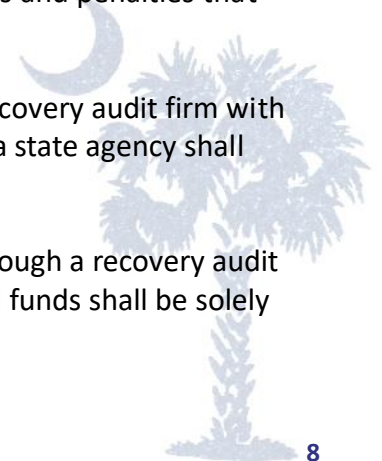 s and penalties that
covery audit firm with
a state agency shall
ough a recovery audit
funds shall be solely
8